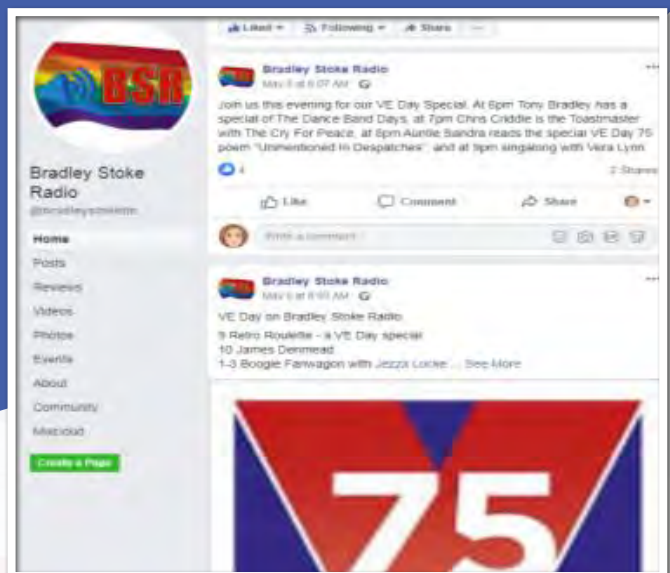 Liked Following Share
BSR
Bradley Stoke
Radio
Home
Posts
Reviews
Videos
Photos
Events
About
Community
Mixcloud
Create a Page
BSR
Bradley Stoke Radio
Join us this evening for our VE Day Special. At 6pm Tony Bradley has a
special of The Dance Band Days, at 7pm Chris Criddle is the Toastmaster
with The Cry For Peace, at 8pm Auntie Sandra reads the special VE Day 75
poem "Unmentioned In Despatches", and at 9pm singalong with Vera Lynn.
4 2 Shares
Like Comment Share
Write a comment
Bradley Stoke Radio
VE Day on Bradley Stoke Radio
9 Retro Roulette - a VE Day special
10 James Denmead
1-3 Boogie Fanwagon with Jezza Locke ... See More
75